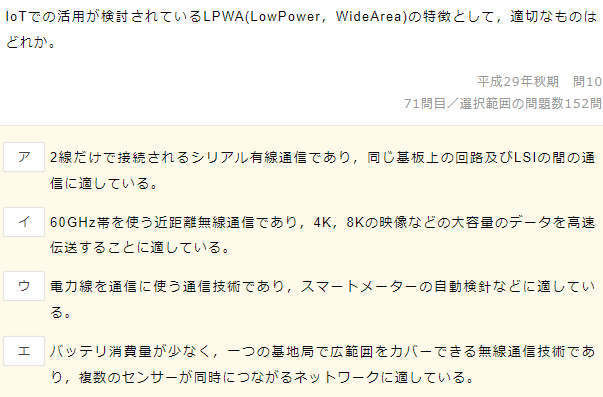 IoTでの活用が検討されているLPWA(LowPower，WideArea)の特徴として，適切なものは
どれか。
平成29年秋期　問10
71問目／選択範囲の問題数152問
ア 2線だけで接続されるシリアル有線通信であり，同じ基板上の回路及びLSIの間の通
信に適している。
イ 60GHz帯を使う近距離無線通信であり，4K，8Kの映像などの大容量のデータを高速
伝送することに適している。
ウ 電力線を通信に使う通信技術であり，スマートメーターの自動検針などに適してい
る。
エ バッテリ消費量が少なく，一つの基地局で広範囲をカバーできる無線通信技術であ
り，複数のセンサーが同時につながるネットワークに適している。